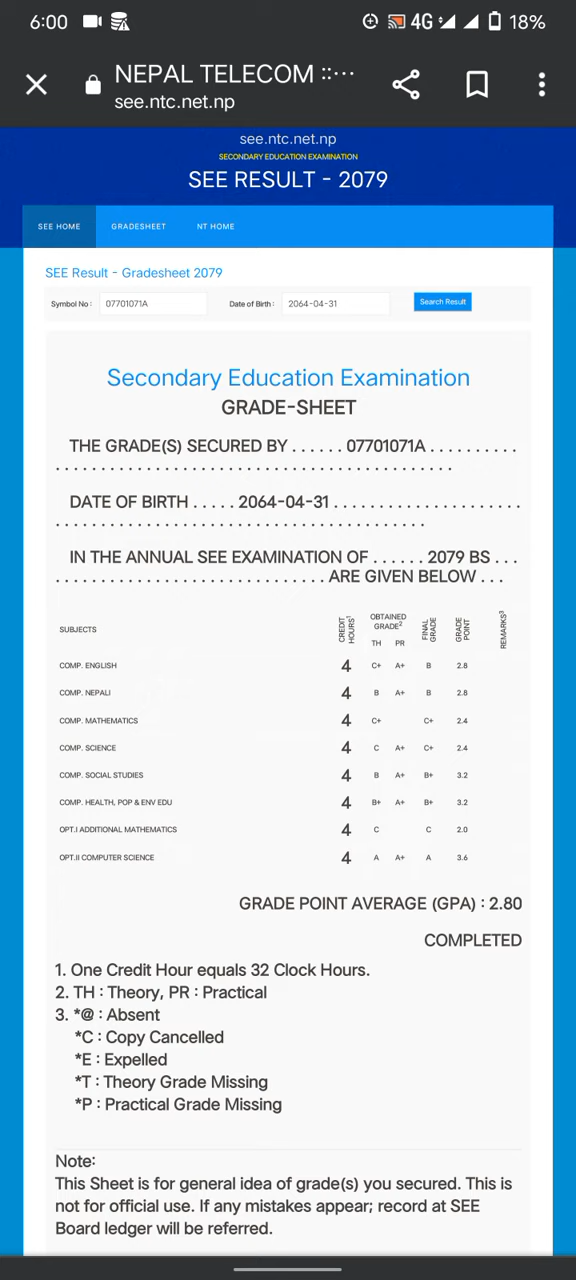 6:00 4G 18%
NEPAL TELECOM ::...
see.ntc.net.np
see.ntc.net.np
SECONDARY EDUCATION EXAMINATION
SEE RESULT - 2079
SEE HOME GRADESHEET NT HOME
SEE Result - Gradesheet 2079
Symbol No : 07701071A Date of Birth : 2064-04-31 Search Result
Secondary Education Examination
GRADE-SHEET
THE GRADE(S) SECURED BY . . . . . . 07701071A . . . . . . . . . .
. . . . . . . . . . . . . . . . . . . . . . . . . . . . . . . . . . . . . . . . . . . .
DATE OF BIRTH . . . . . 2064-04-31 . . . . . . . . . . . . . . . . . . . . .
. . . . . . . . . . . . . . . . . . . . . . . . . . . . . . . . . . . . . . . . .
IN THE ANNUAL SEE EXAMINATION OF . . . . . . 2079 BS . . .
. . . . . . . . . . . . . . . . . . . . . . . . . . . . . . ARE GIVEN BELOW . . .
SUBJECTS CREDIT HOURS¹ OBTAINED GRADE² TH PR FINAL GRADE GRADE POINT REMARKS³
COMP. ENGLISH 4 C+ A+ B 2.8
COMP. NEPALI 4 B A+ B 2.8
COMP. MATHEMATICS 4 C+ C+ 2.4
COMP. SCIENCE 4 C A+ C+ 2.4
COMP. SOCIAL STUDIES 4 B A+ B+ 3.2
COMP. HEALTH, POP & ENV EDU 4 B+ A+ B+ 3.2
OPT.I ADDITIONAL MATHEMATICS 4 C C 2.0
OPT.II COMPUTER SCIENCE 4 A A+ A 3.6
GRADE POINT AVERAGE (GPA) : 2.80
COMPLETED
1. One Credit Hour equals 32 Clock Hours.
2. TH : Theory, PR : Practical
3. *@ : Absent
*C : Copy Cancelled
*E : Expelled
*T : Theory Grade Missing
*P : Practical Grade Missing
Note:
This Sheet is for general idea of grade(s) you secured. This is
not for official use. If any mistakes appear; record at SEE
Board ledger will be referred.